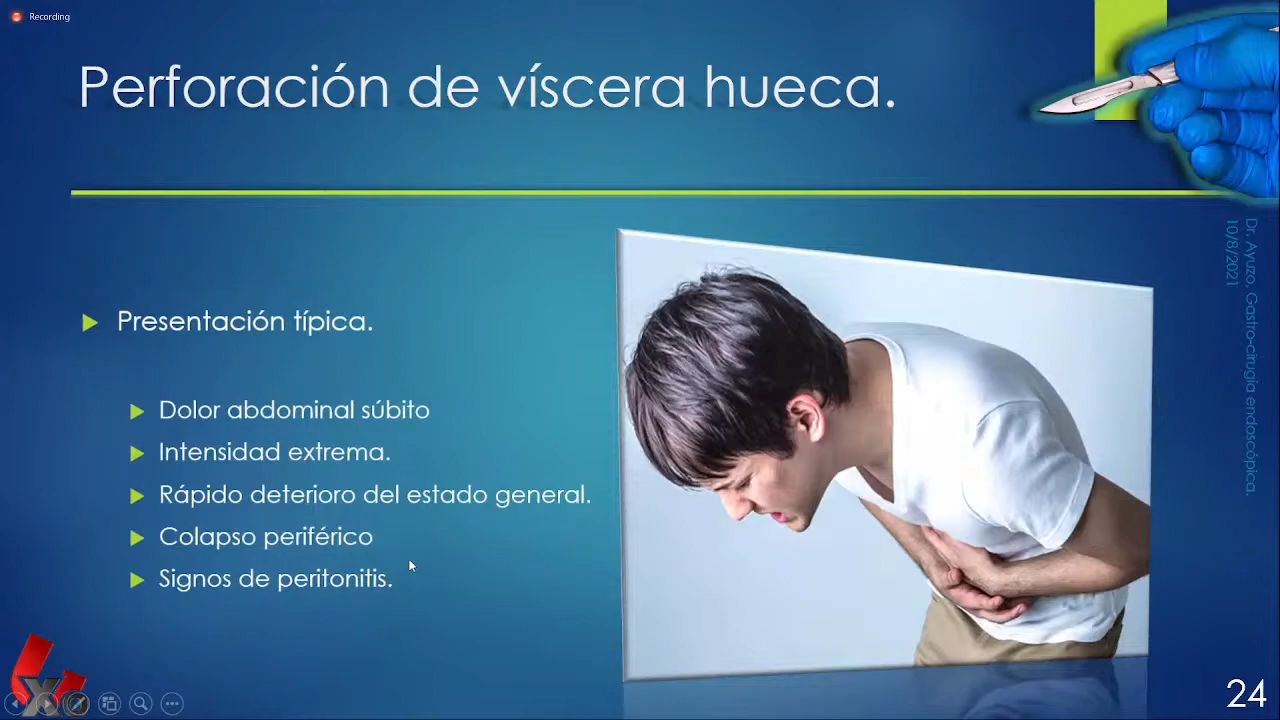 Recording
Perforación de víscera hueca.
Dr. Ayuzo, Gastro-cirugía endoscópica.
10/8/2021
Presentación típica.
Dolor abdominal súbito
Intensidad extrema.
Rápido deterioro del estado general.
Colapso periférico
Signos de peritonitis.
24